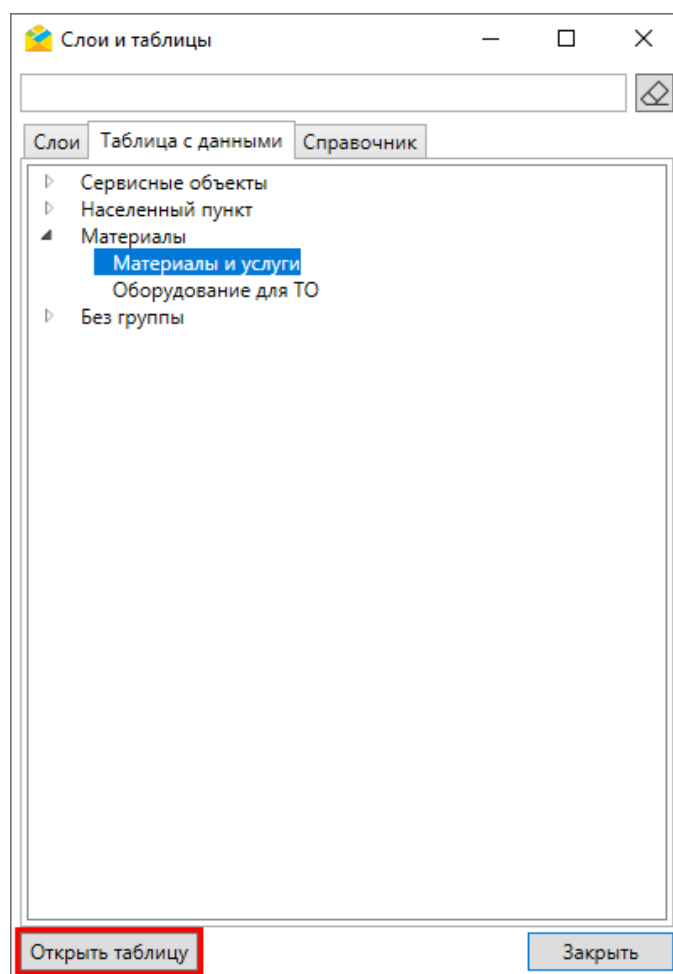 Слои и таблицы
Слои Таблица с данными Справочник
Сервисные объекты
Населенный пункт
Материалы
Материалы и услуги
Оборудование для ТО
Без группы
Открыть таблицу Закрыть